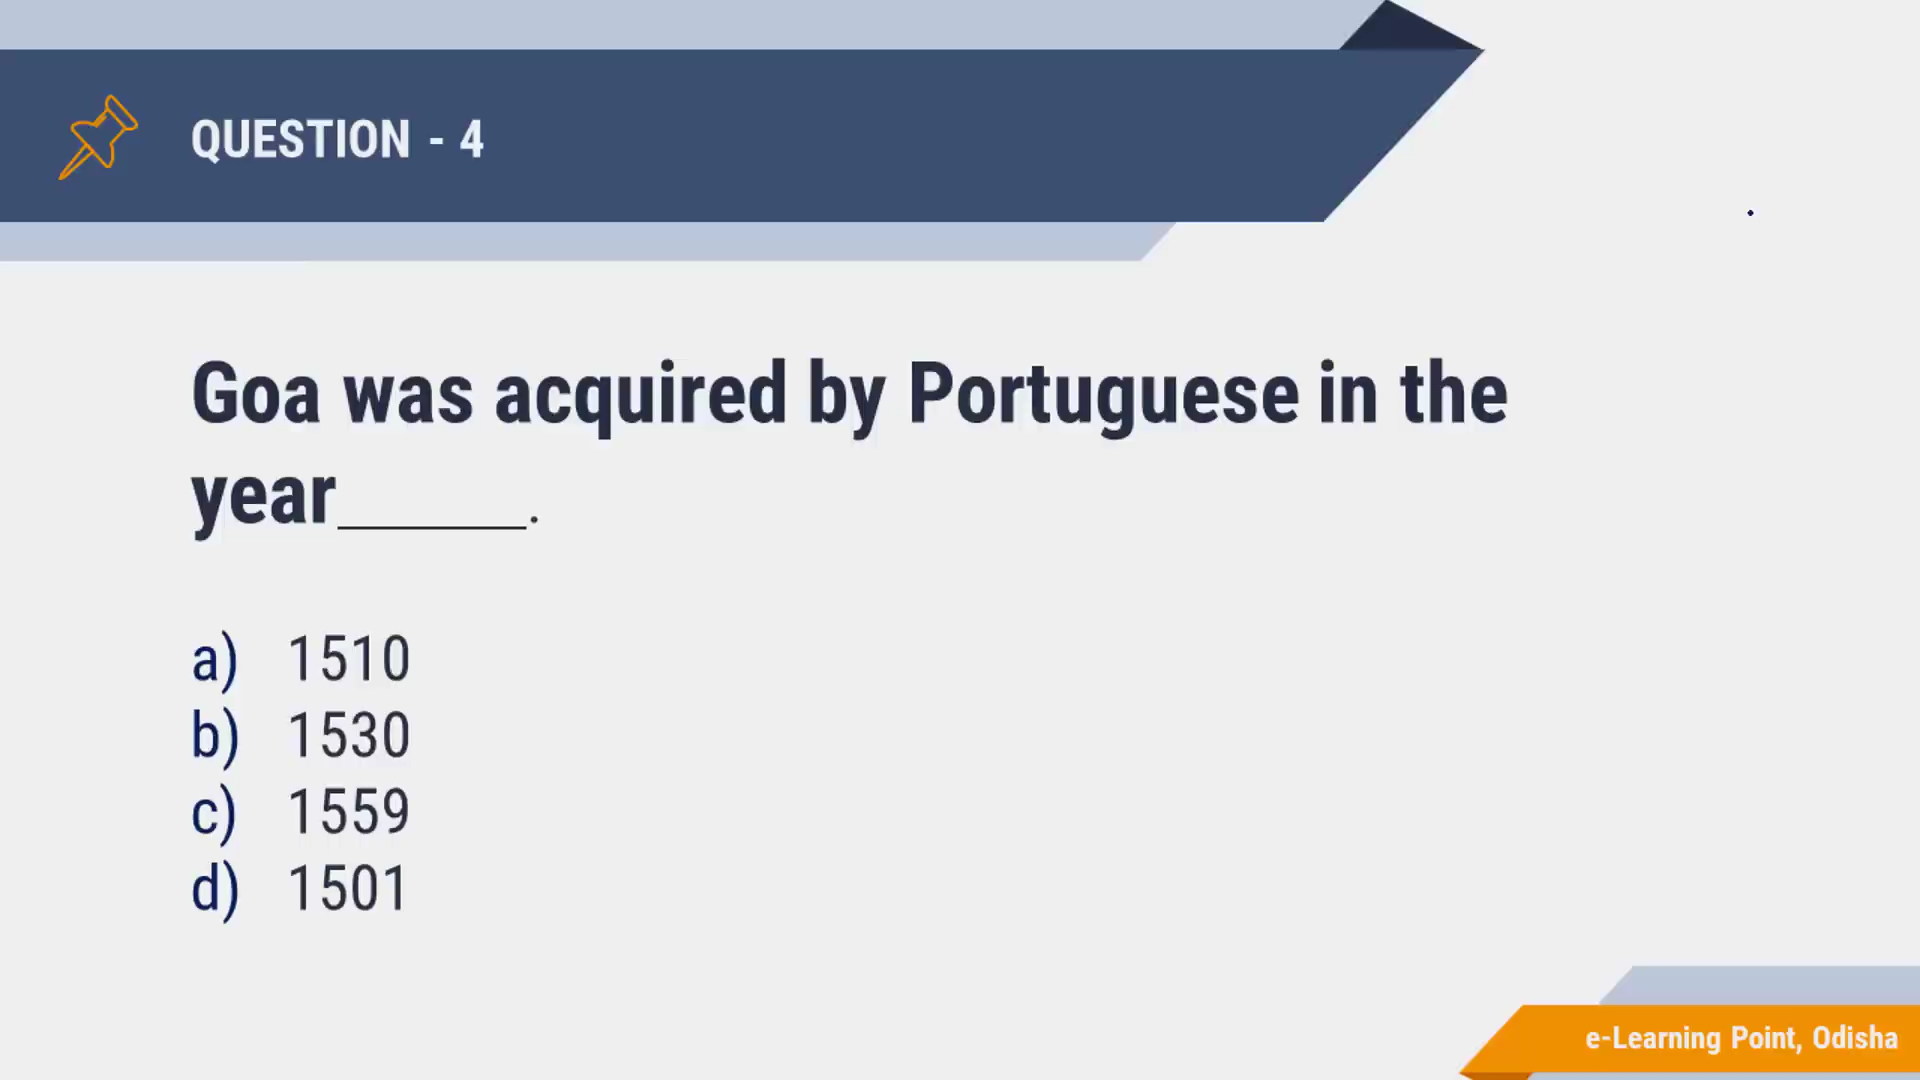 QUESTION - 4
Goa was acquired by Portuguese in the
year______.
a) 1510
b) 1530
c) 1559
d) 1501
e-Learning Point, Odisha